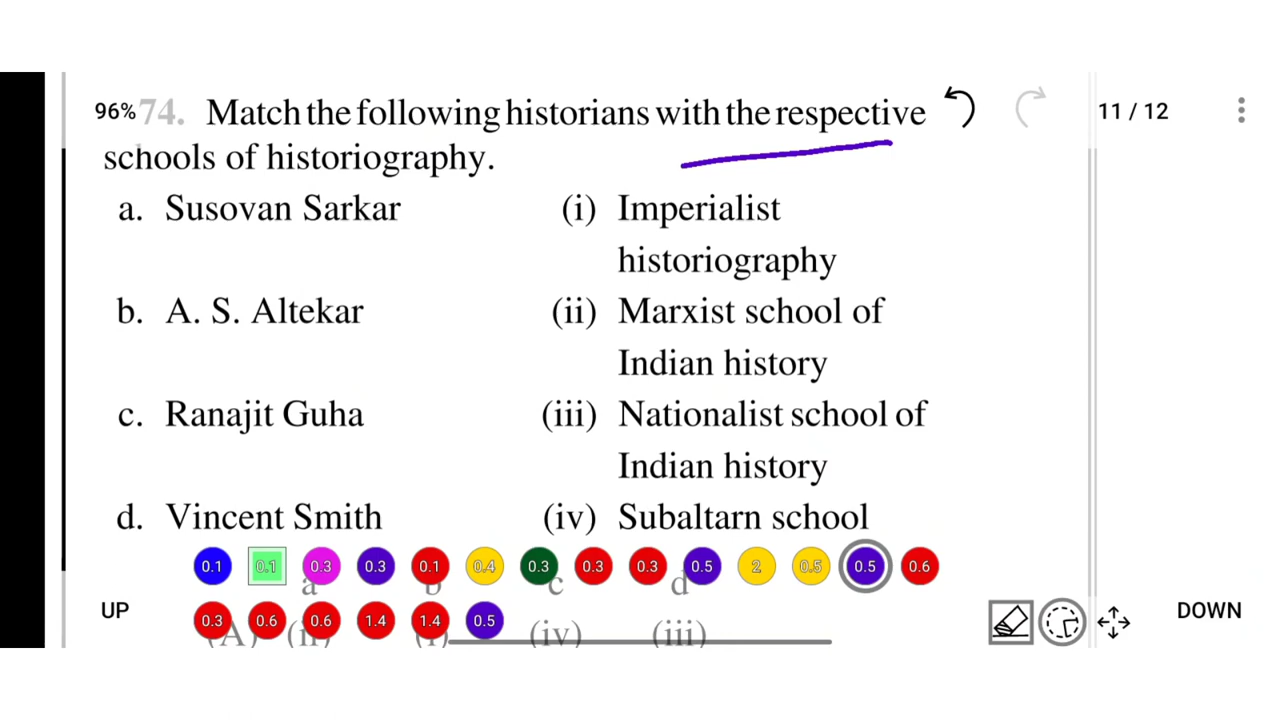 96% 74. Match the following historians with the respective 11 / 12
schools of historiography.
a. Susovan Sarkar (i) Imperialist
historiography
b. A. S. Altekar (ii) Marxist school of
Indian history
c. Ranajit Guha (iii) Nationalist school of
Indian history
d. Vincent Smith (iv) Subaltarn school
0.1 0.1 0.3 0.3 0.1 0.4 0.3 0.3 0.3 0.5 2 0.5 0.5 0.6
a b c d
UP DOWN
0.3 0.6 0.6 1.4 1.4 0.5
(A) (ii) (i) (iv) (iii)